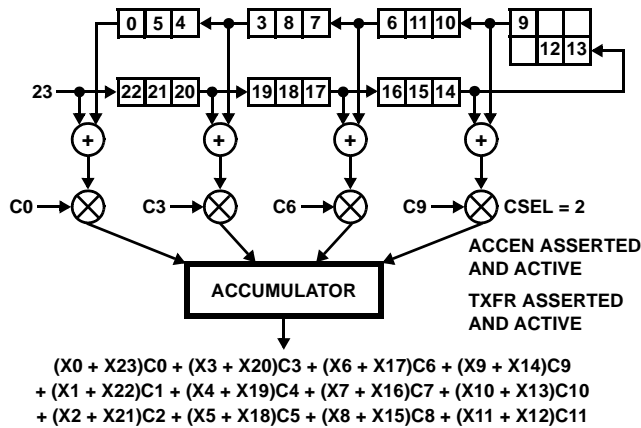 0 5 4 3 8 7 6 11 10 9
12 13
23 22 21 20 19 18 17 16 15 14
+ + + +
C0 C3 C6 C9 CSEL = 2
ACCEN ASSERTED
AND ACTIVE
ACCUMULATOR
TXFR ASSERTED
AND ACTIVE
(X0 + X23)C0 + (X3 + X20)C3 + (X6 + X17)C6 + (X9 + X14)C9
+ (X1 + X22)C1 + (X4 + X19)C4 + (X7 + X16)C7 + (X10 + X13)C10
+ (X2 + X21)C2 + (X5 + X18)C5 + (X8 + X15)C8 + (X11 + X12)C11